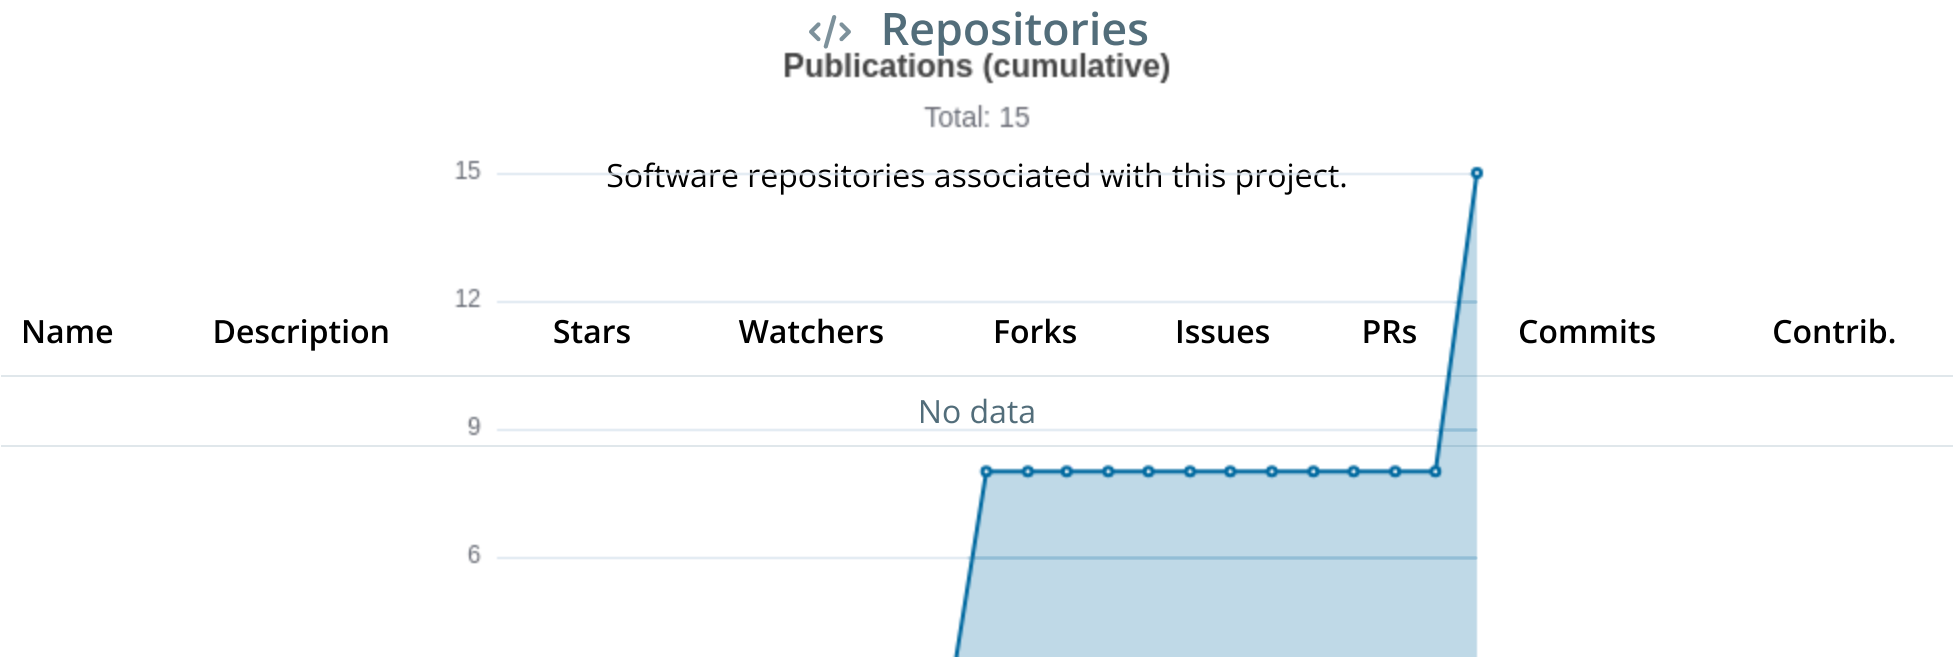 </> Repositories
Publications (cumulative)
Total: 15
15
Software repositories associated with this project.
12
Name Description Stars Watchers Forks Issues PRs Commits Contrib.
No data
9
6